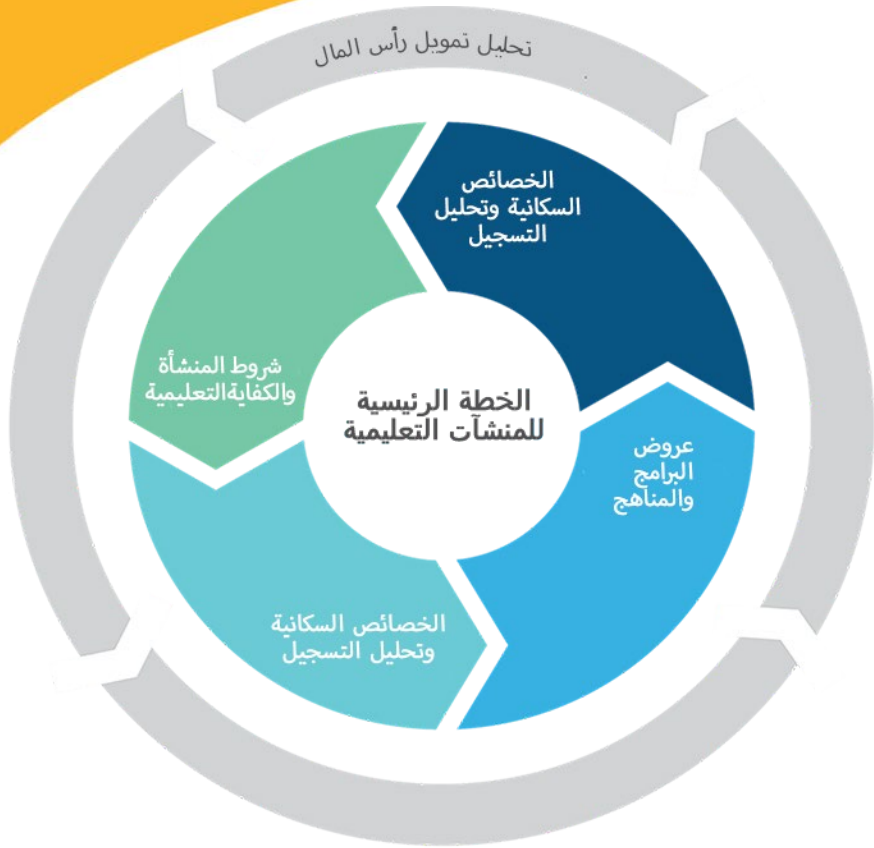 تحليل تمويل رأس المال
الخصائص
السكانية وتحليل
التسجيل
شروط المنشأة
والكفايةالتعليمية
الخطة الرئيسية
للمنشآت التعليمية
عروض
البرامج
والمناهج
الخصائص السكانية
وتحليل التسجيل